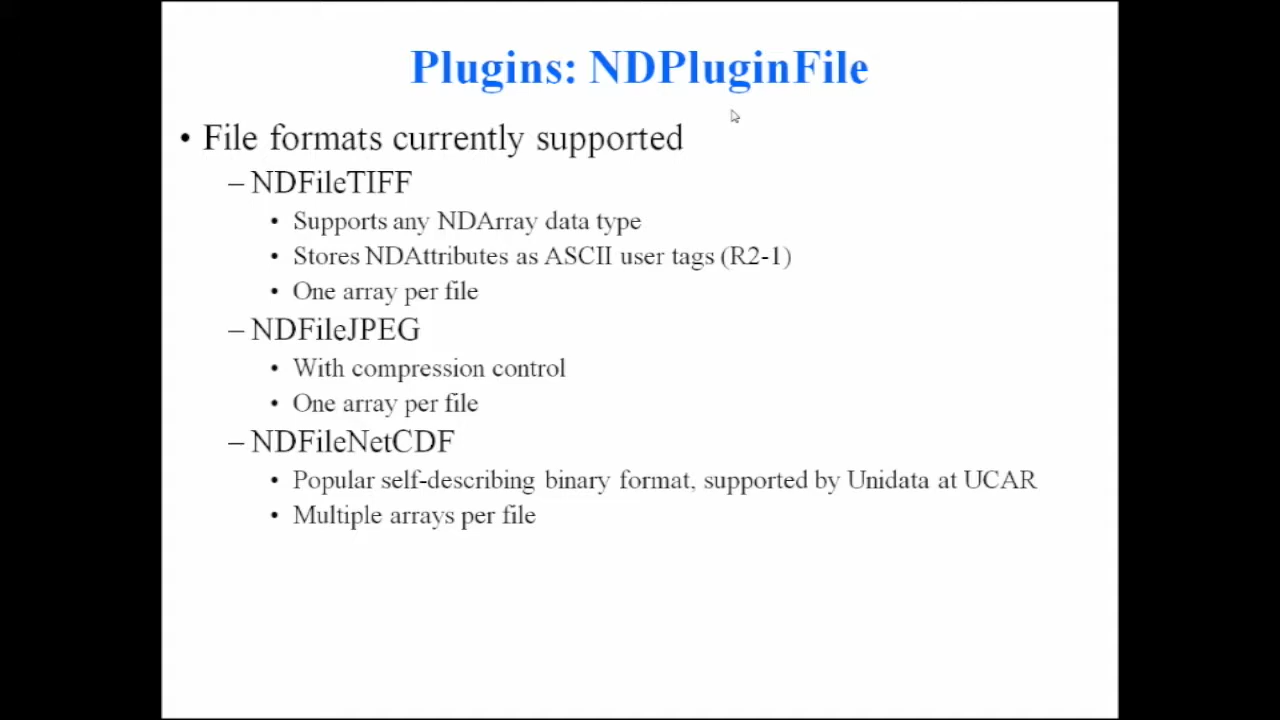 Plugins: NDPluginFile
• File formats currently supported
– NDFileTIFF
• Supports any NDArray data type
• Stores NDAttributes as ASCII user tags (R2-1)
• One array per file
– NDFileJPEG
• With compression control
• One array per file
– NDFileNetCDF
• Popular self-describing binary format, supported by Unidata at UCAR
• Multiple arrays per file